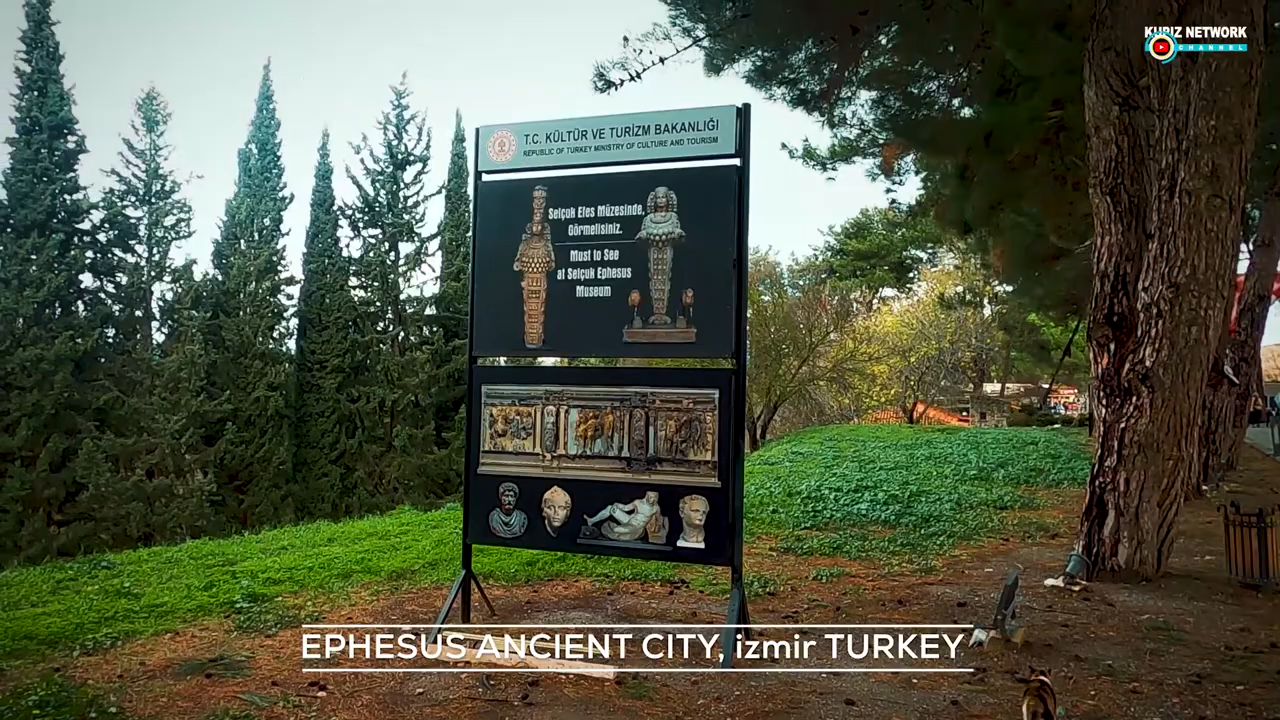 KUBIZ NETWORK
CHANNEL
T.C. KÜLTÜR VE TURİZM BAKANLIĞI
REPUBLIC OF TURKEY MINISTRY OF CULTURE AND TOURISM
Selçuk Efes Müzesinde,
Görmelisiniz.
Must to See
at Selçuk Ephesus
Museum
EPHESUS ANCIENT CITY, izmir TURKEY